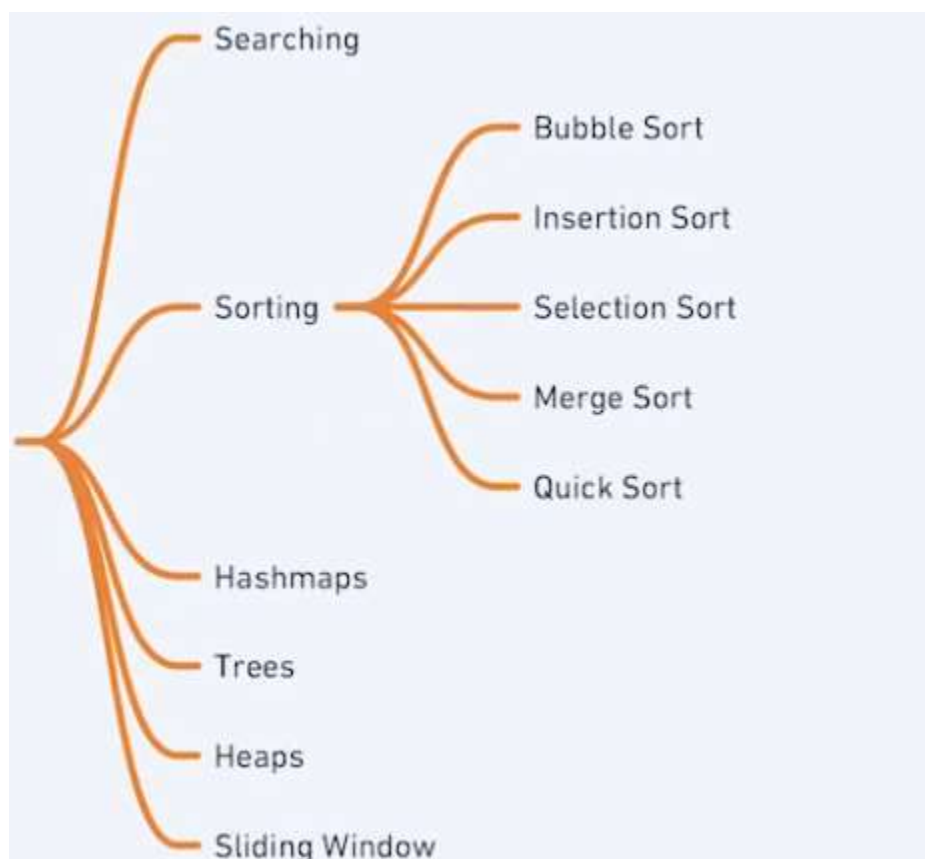 Searching
Bubble Sort
Insertion Sort
Sorting
Selection Sort
Merge Sort
Quick Sort
Hashmaps
Trees
Heaps
Sliding Window